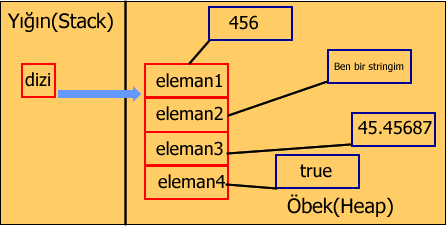 Yığın(Stack)
456
dizi
eleman1
Ben bir stringim
eleman2
45.45687
eleman3
true
eleman4
Öbek(Heap)